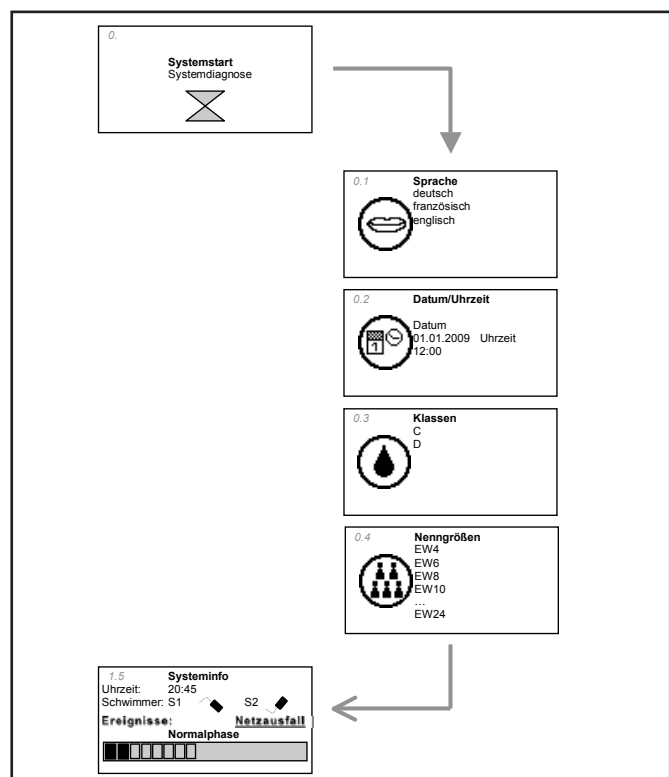 0.
Systemstart
Systemdiagnose
0.1 Sprache
deutsch
französisch
englisch
0.2 Datum/Uhrzeit
Datum
01.01.2009 Uhrzeit
12:00
1
0.3 Klassen
C
D
0.4 Nenngrößen
EW4
EW6
EW8
EW10
...
EW24
1.5 Systeminfo
Uhrzeit: 20:45
Schwimmer: S1 S2
Ereignisse: Netzausfall
Normalphase